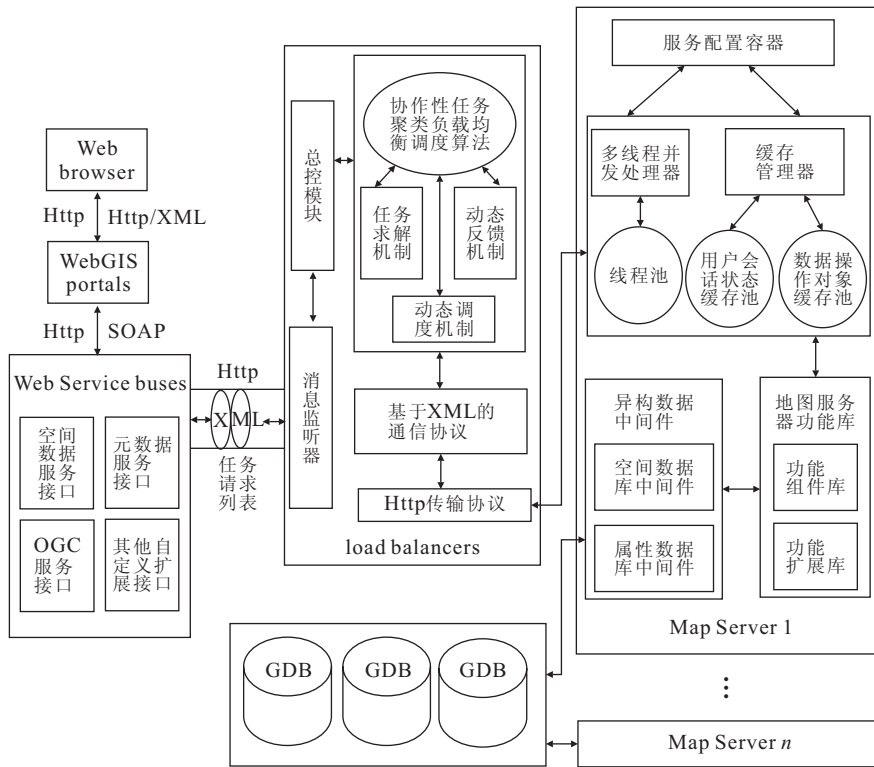 Web
browser
Http
Http/XML
WebGIS
portals
Http
SOAP
Web Service buses
空间
数据
服务
接口
元数据
服务
接口
OGC
服务
接口
其他自
定义扩
展接口
Http
XML
任务
请求
列表
总
控
模
块
消
息
监
听
器
协作性任务
聚类负载均
衡调度算法
任务
求解
机制
动态
反馈
机制
动态调
度机制
基于XML的
通信协议
Http传输协议
load balancers
服务配置容器
多线程并
发处理器
缓存
管理器
线程池
用户会
话状态
缓存池
数据操
作对象
缓存池
异构数据
中间件
空间数据
库中间件
属性数据
库中间件
地图服务
器功能库
功能
组件库
功能
扩展库
Map Server 1
GDB
GDB
GDB
⋮
Map Server n